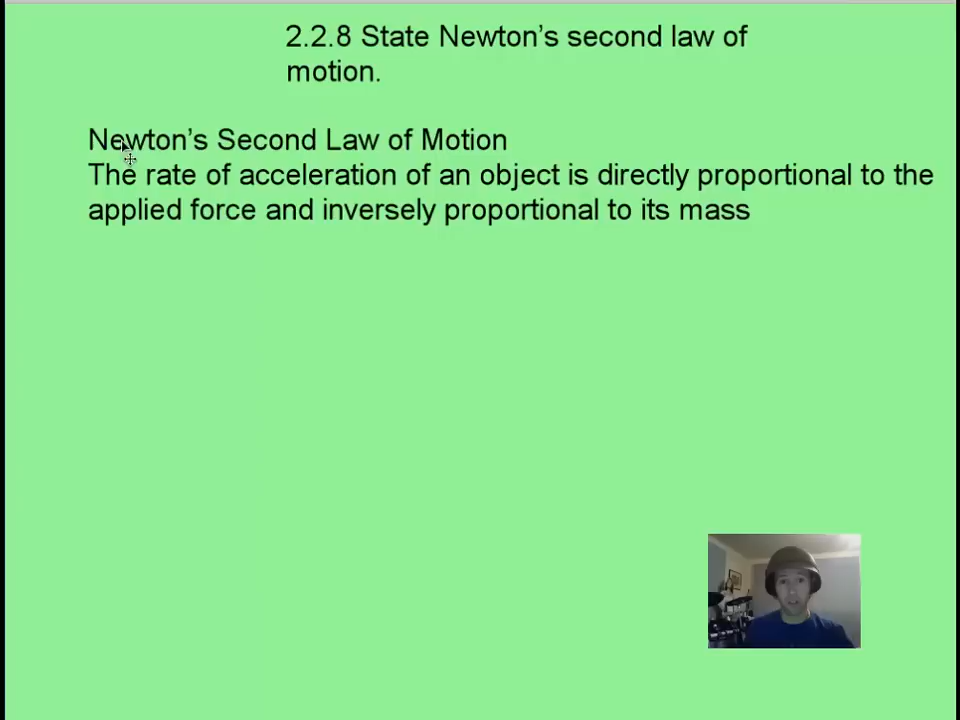 2.2.8 State Newton’s second law of
motion.
Newton’s Second Law of Motion
The rate of acceleration of an object is directly proportional to the
applied force and inversely proportional to its mass